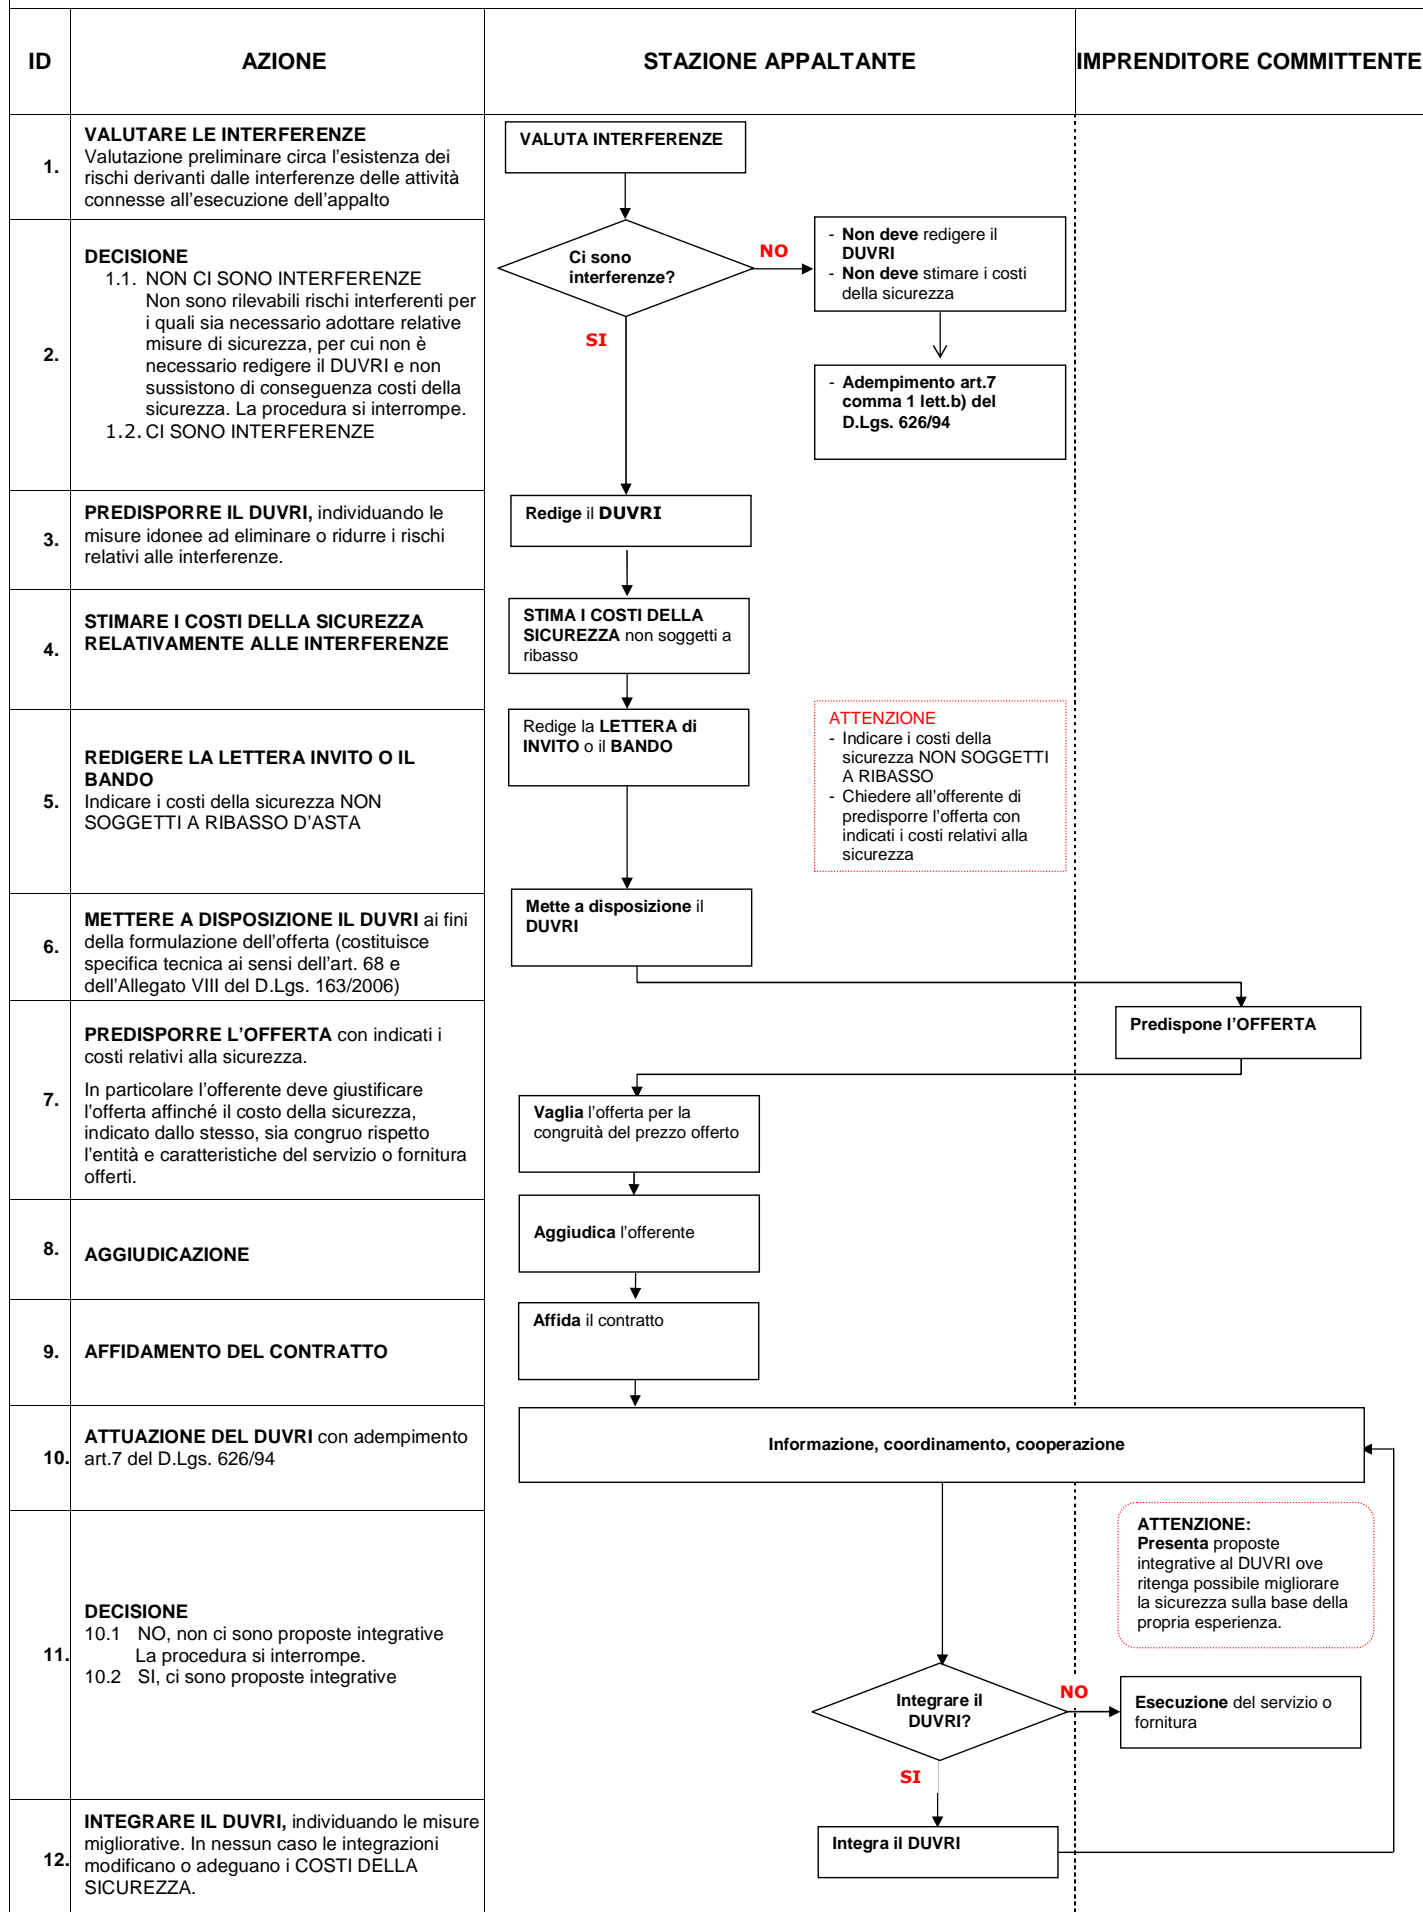 ID
AZIONE
STAZIONE APPALTANTE
IMPRENDITORE COMMITTENTE
1.
VALUTARE LE INTERFERENZE
Valutazione preliminare circa l'esistenza dei
rischi derivanti dalle interferenze delle attività
connesse all'esecuzione dell'appalto
VALUTA INTERFERENZE
2.
DECISIONE
1.1. NON CI SONO INTERFERENZE
Non sono rilevabili rischi interferenti per
i quali sia necessario adottare relative
misure di sicurezza, per cui non è
necessario redigere il DUVRI e non
sussistono di conseguenza costi della
sicurezza. La procedura si interrompe.
1.2. CI SONO INTERFERENZE
Ci sono
interferenze?
NO
SI
- Non deve redigere il
DUVRI
- Non deve stimare i costi
della sicurezza
- Adempimento art.7
comma 1 lett.b) del
D.Lgs. 626/94
3.
PREDISPORRE IL DUVRI, individuando le
misure idonee ad eliminare o ridurre i rischi
relativi alle interferenze.
Redige il DUVRI
4.
STIMARE I COSTI DELLA SICUREZZA
RELATIVAMENTE ALLE INTERFERENZE
STIMA I COSTI DELLA
SICUREZZA non soggetti a
ribasso
5.
REDIGERE LA LETTERA INVITO O IL
BANDO
Indicare i costi della sicurezza NON
SOGGETTI A RIBASSO D'ASTA
Redige la LETTERA di
INVITO o il BANDO
ATTENZIONE
- Indicare i costi della
sicurezza NON SOGGETTI
A RIBASSO
- Chiedere all'offerente di
predisporre l'offerta con
indicati i costi relativi alla
sicurezza
6.
METTERE A DISPOSIZIONE IL DUVRI ai fini
della formulazione dell'offerta (costituisce
specifica tecnica ai sensi dell'art. 68 e
dell'Allegato VIII del D.Lgs. 163/2006)
Mette a disposizione il
DUVRI
7.
PREDISPORRE L'OFFERTA con indicati i
costi relativi alla sicurezza.
In particolare l'offerente deve giustificare
l'offerta affinché il costo della sicurezza,
indicato dallo stesso, sia congruo rispetto
l'entità e caratteristiche del servizio o fornitura
offerti.
Predispone l'OFFERTA
Vaglia l'offerta per la
congruità del prezzo offerto
8.
AGGIUDICAZIONE
Aggiudica l'offerente
9.
AFFIDAMENTO DEL CONTRATTO
Affida il contratto
10.
ATTUAZIONE DEL DUVRI con adempimento
art.7 del D.Lgs. 626/94
Informazione, coordinamento, cooperazione
11.
DECISIONE
10.1 NO, non ci sono proposte integrative
La procedura si interrompe.
10.2 SI, ci sono proposte integrative
ATTENZIONE:
Presenta proposte
integrative al DUVRI ove
ritenga possibile migliorare
la sicurezza sulla base della
propria esperienza.
Integrare il
DUVRI?
NO
SI
Esecuzione del servizio o
fornitura
12.
INTEGRARE IL DUVRI, individuando le misure
migliorative. In nessun caso le integrazioni
modificano o adeguano i COSTI DELLA
SICUREZZA.
Integra il DUVRI